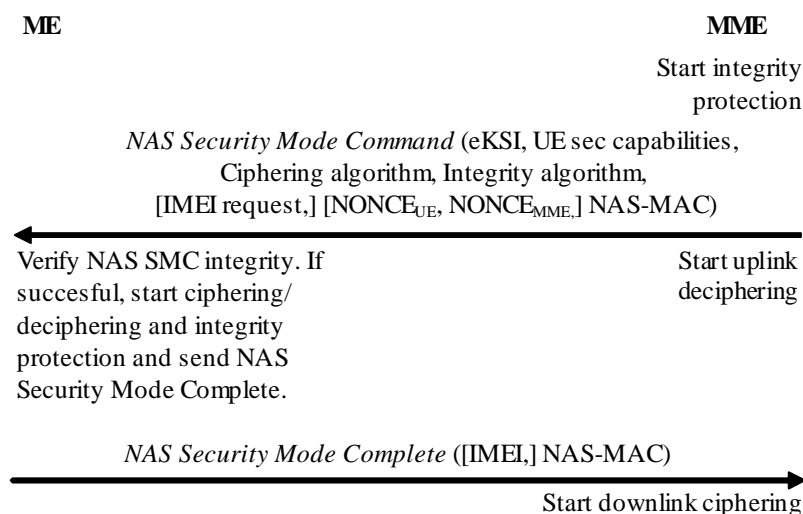 ME
MME
Start integrity
protection
NAS Security Mode Command (eKSI, UE sec capabilities,
Ciphering algorithm, Integrity algorithm,
[IMEI request,] [NONCEUE, NONCEMME,] NAS-MAC)
Verify NAS SMC integrity. If
succesful, start ciphering/
deciphering and integrity
protection and send NAS
Security Mode Complete.
Start uplink
deciphering
NAS Security Mode Complete ([IMEI,] NAS-MAC)
Start downlink ciphering